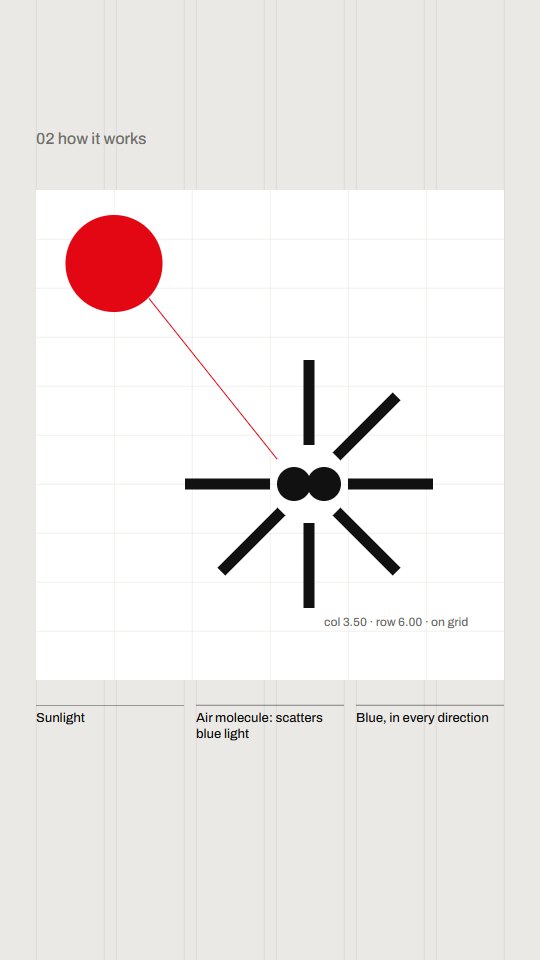 02 how it works
col 3.50 · row 6.00 · on grid
Sunlight
Air molecule: scatters
blue light
Blue, in every direction